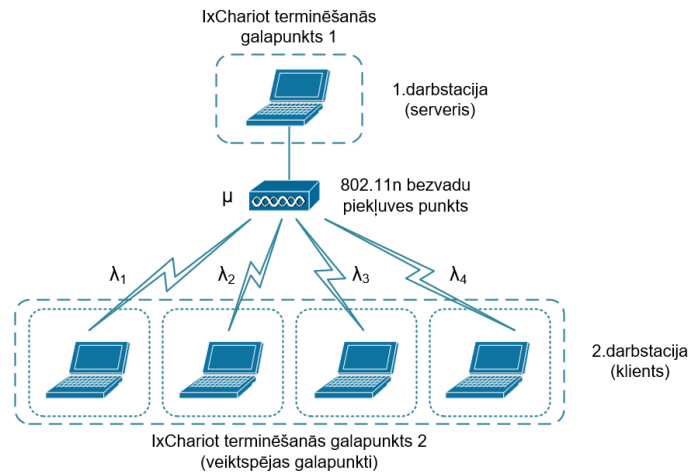 IxChariot terminēšanās
galapunkts 1
1.darbstacija
(serveris)
μ
802.11n bezvadu
piekļuves punkts
λ1
λ2
λ3
λ4
2.darbstacija
(klients)
IxChariot terminēšanās galapunkts 2
(veiktspējas galapunkti)